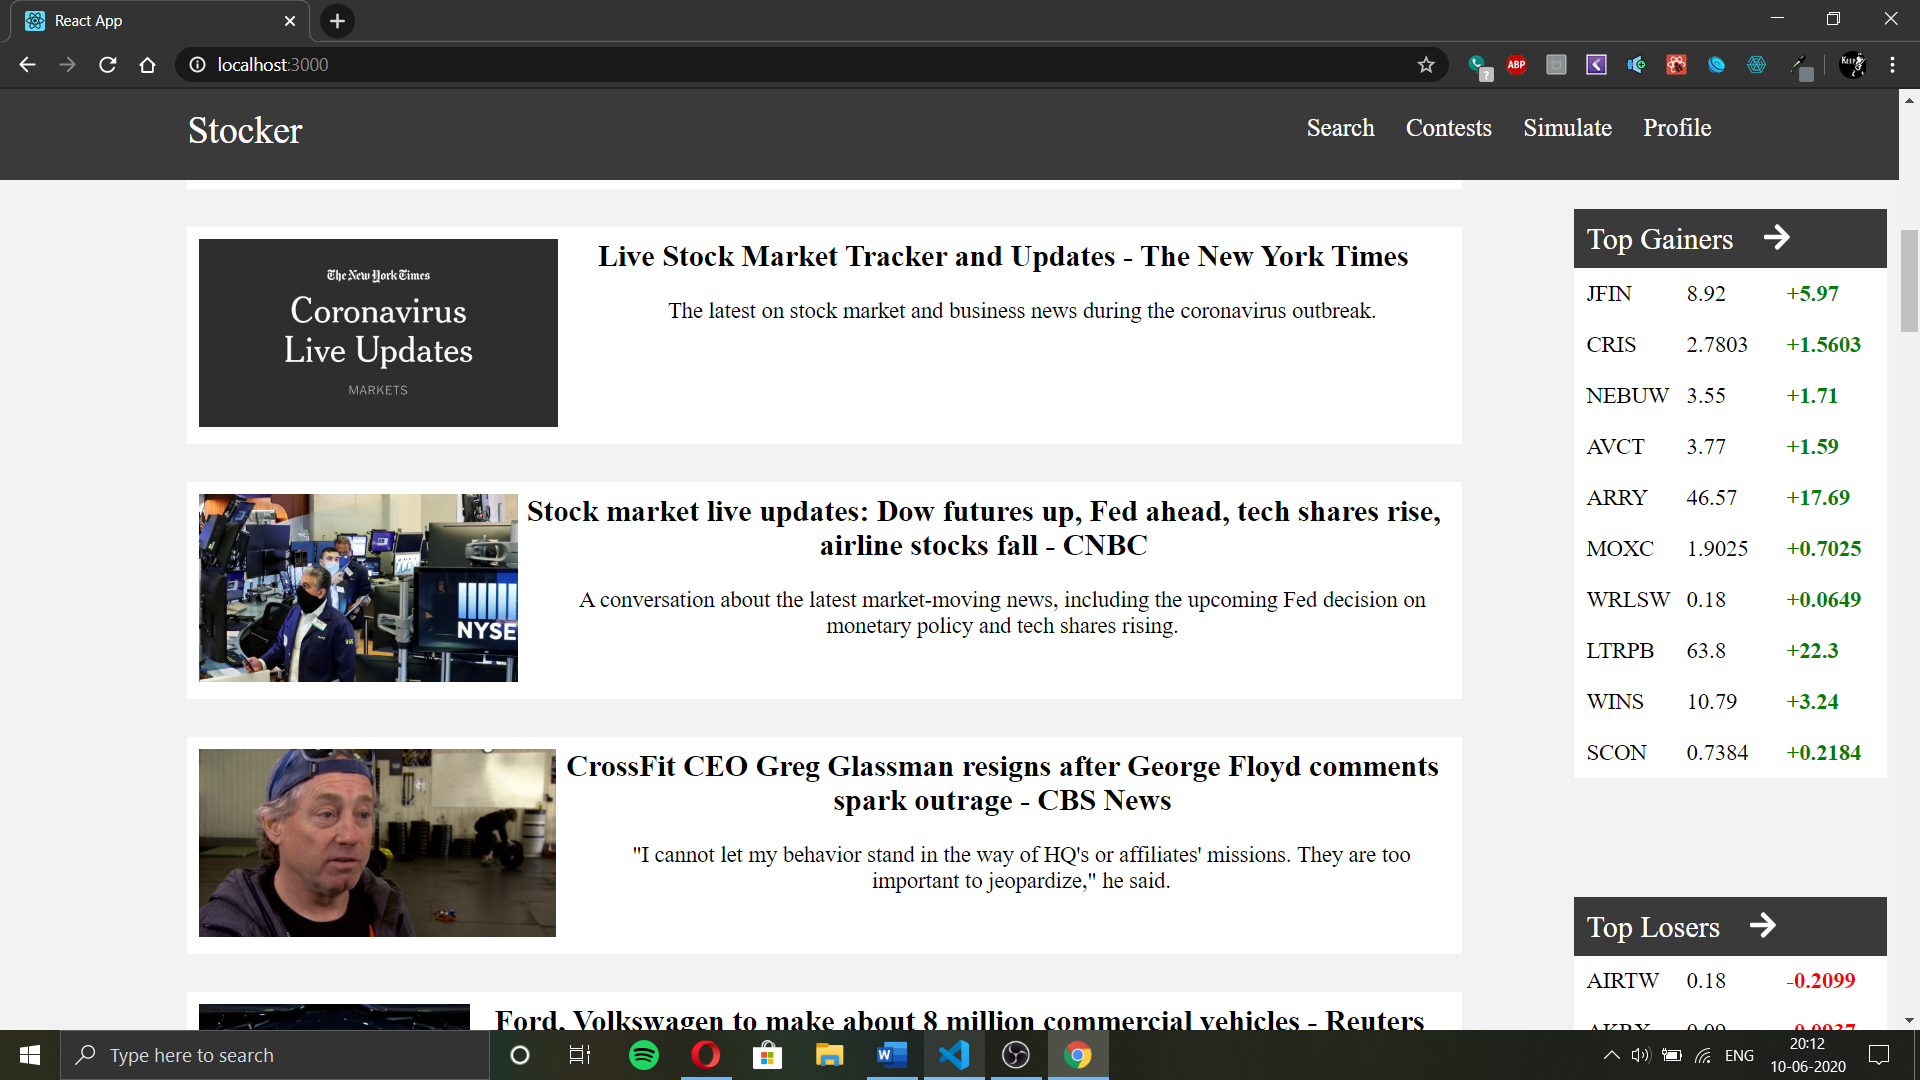 React App
localhost:3000
ABP
Stocker
Search
Contests
Simulate
Profile
The New York Times
Coronavirus
Live Updates
MARKETS
Live Stock Market Tracker and Updates - The New York Times
The latest on stock market and business news during the coronavirus outbreak.
NYSE
Stock market live updates: Dow futures up, Fed ahead, tech shares rise,
airline stocks fall - CNBC
A conversation about the latest market-moving news, including the upcoming Fed decision on
monetary policy and tech shares rising.
CrossFit CEO Greg Glassman resigns after George Floyd comments
spark outrage - CBS News
"I cannot let my behavior stand in the way of HQ's or affiliates' missions. They are too
important to jeopardize," he said.
Ford, Volkswagen to make about 8 million commercial vehicles - Reuters
Top Gainers
JFIN 8.92 +5.97
CRIS 2.7803 +1.5603
NEBUW 3.55 +1.71
AVCT 3.77 +1.59
ARRY 46.57 +17.69
MOXC 1.9025 +0.7025
WRLSW 0.18 +0.0649
LTRPB 63.8 +22.3
WINS 10.79 +3.24
SCON 0.7384 +0.2184
Top Losers
AIRTW 0.18 -0.2099
Type here to search
ENG
20:12
10-06-2020